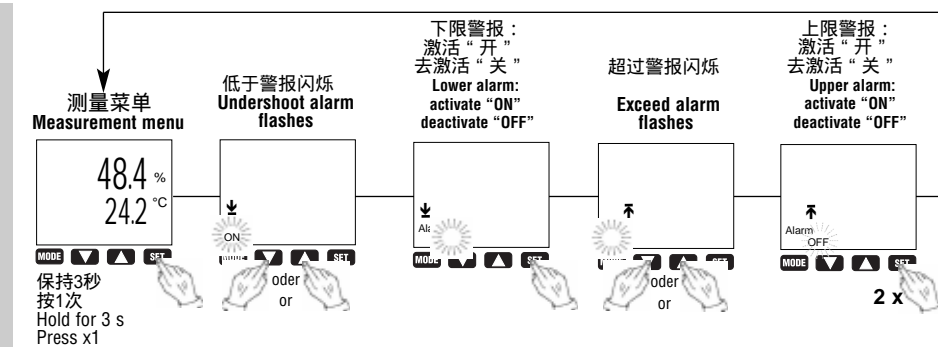 测量菜单
Measurement menu
48.4 %
24.2 °C
MODE SET
保持3秒
按1次
Hold for 3 s
Press x1
低于警报闪烁
Undershoot alarm
flashes
ON
MODE SET
oder
or
下限警报：
激活“ 开 ”
去激活“ 关 ”
Lower alarm:
activate “ON”
deactivate “OFF”
MODE SET
超过警报闪烁
Exceed alarm
flashes
MODE SET
oder
or
上限警报：
激活“ 开 ”
去激活“ 关 ”
Upper alarm:
activate “ON”
deactivate “OFF”
Alarm
OFF
MODE SET
2 x